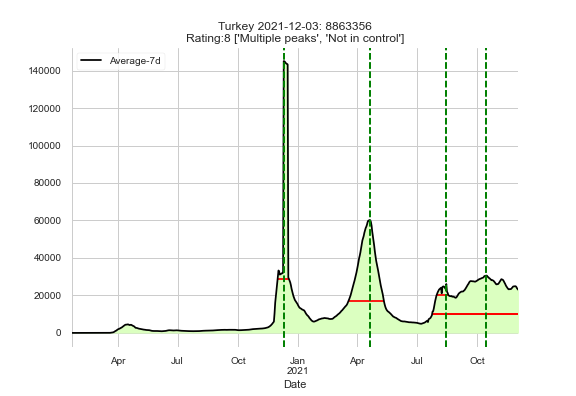 Turkey 2021-12-03: 8863356
Rating:8 ['Multiple peaks', 'Not in control']
Average-7d
140000
120000
100000
80000
60000
40000
20000
0
Apr Jul Oct Jan Apr Jul Oct
2021
Date